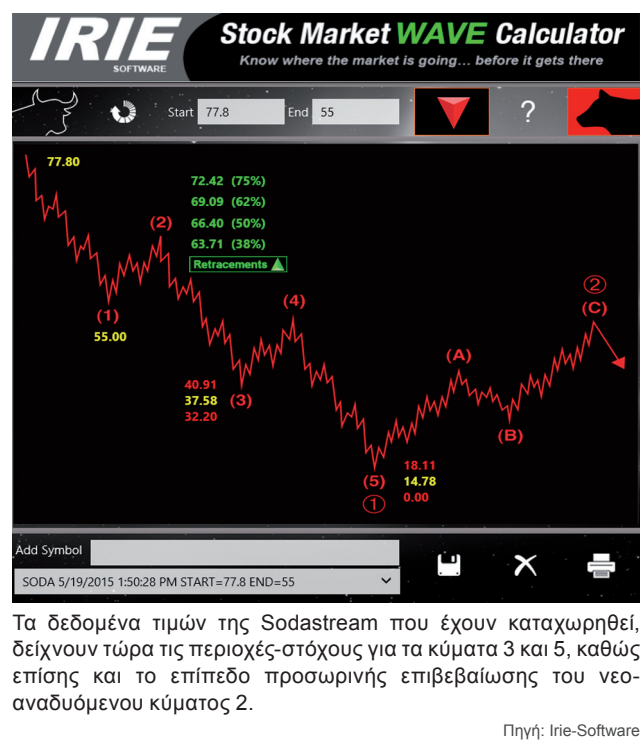 IRIE
SOFTWARE
Stock Market WAVE Calculator
Know where the market is going... before it gets there
Start 77.8 End 55
?
77.80
72.42 (75%)
69.09 (62%)
66.40 (50%)
63.71 (38%)
Retracements
(2)
(1)
55.00
(4)
②
(C)
40.91
37.58
32.20
(3)
(A)
(B)
18.11
14.78
0.00
(5)
①
Add Symbol
SODA 5/19/2015 1:50:28 PM START=77.8 END=55
Τα δεδομένα τιμών της Sodastream που έχουν καταχωρηθεί,
δείχνουν τώρα τις περιοχές-στόχους για τα κύματα 3 και 5, καθώς
επίσης και το επίπεδο προσωρινής επιβεβαίωσης του νεο-
αναδυόμενου κύματος 2.
Πηγή: Irie-Software